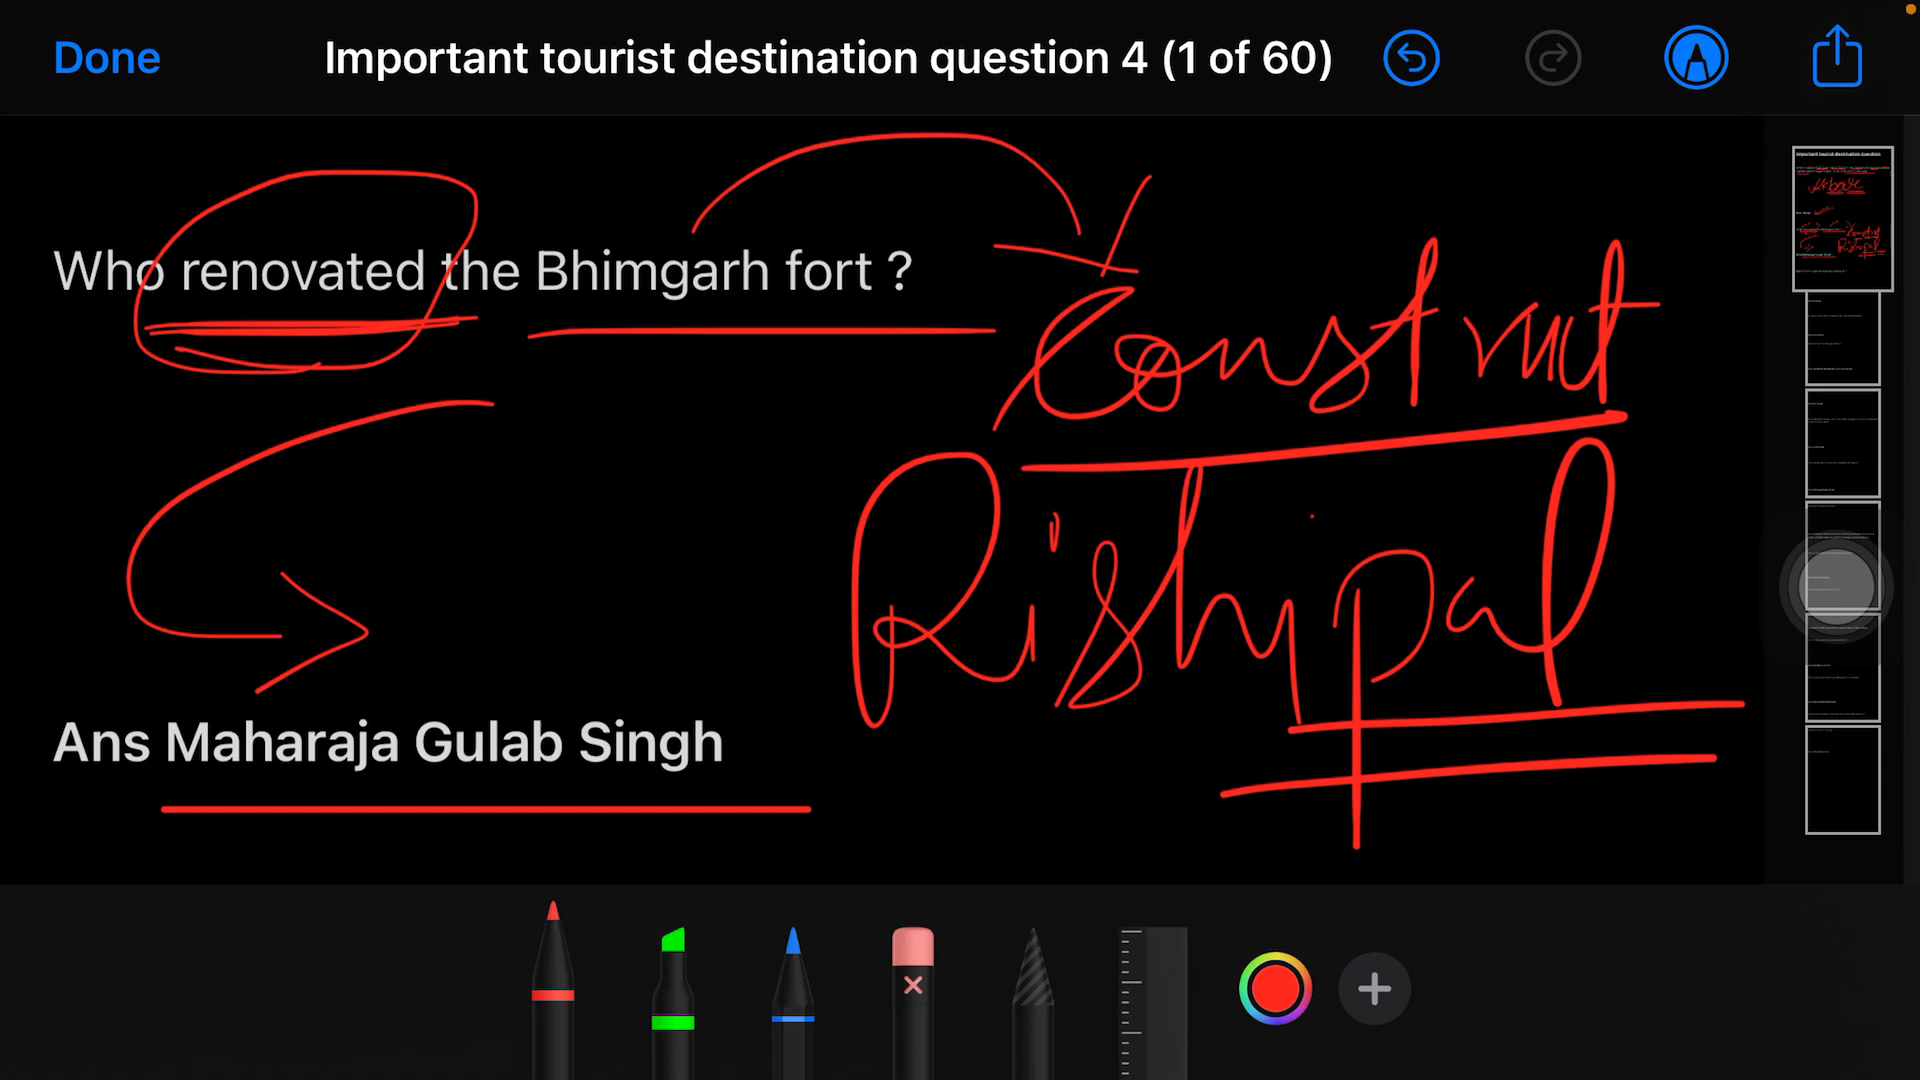 Done
Important tourist destination question 4 (1 of 60)
Who renovated the Bhimgarh fort ?
Construct
Rishipal
Ans Maharaja Gulab Singh